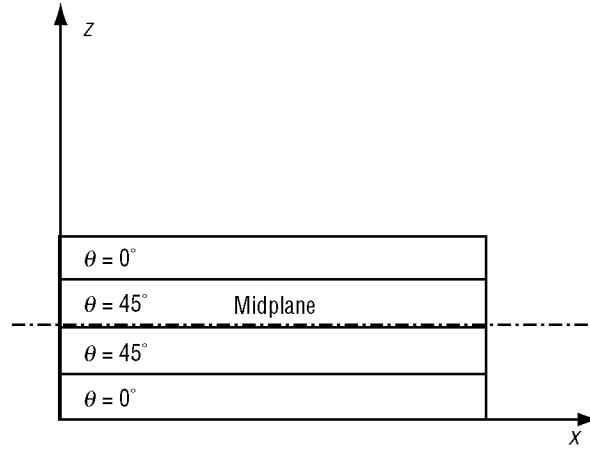 Z
θ = 0°
θ = 45° Midplane
θ = 45°
θ = 0°
X